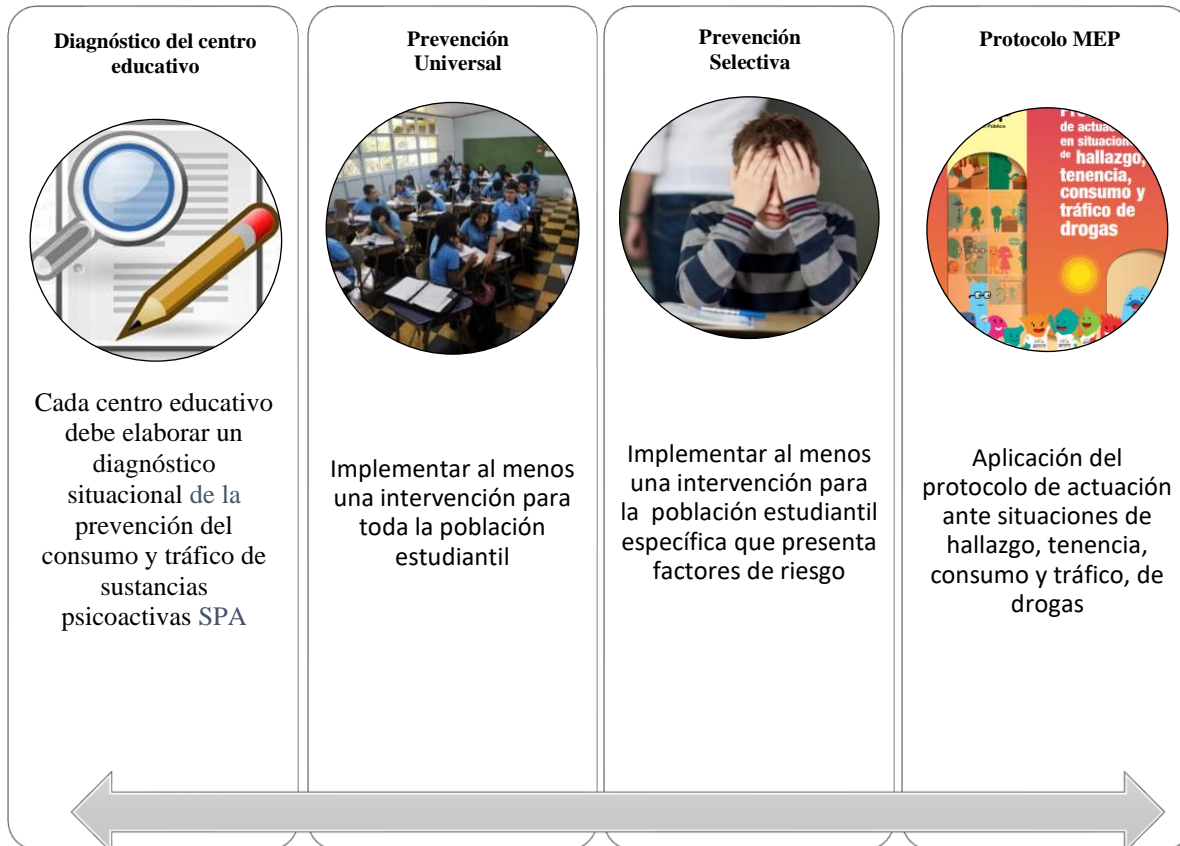 Diagnóstico del centro
educativo
Cada centro educativo
debe elaborar un
diagnóstico
situacional de la
prevención del
consumo y tráfico de
sustancias
psicoactivas SPA
Prevención
Universal
Implementar al menos
una intervención para
toda la población
estudiantil
Prevención
Selectiva
Implementar al menos
una intervención para
la  población estudiantil
específica que presenta
factores de riesgo
Protocolo MEP
Pública
de
en
de hallazgo,
tenencia,
consumo y
tráfico de
drogas
Aplicación del
protocolo de actuación
ante situaciones de
hallazgo, tenencia,
consumo y tráfico, de
drogas